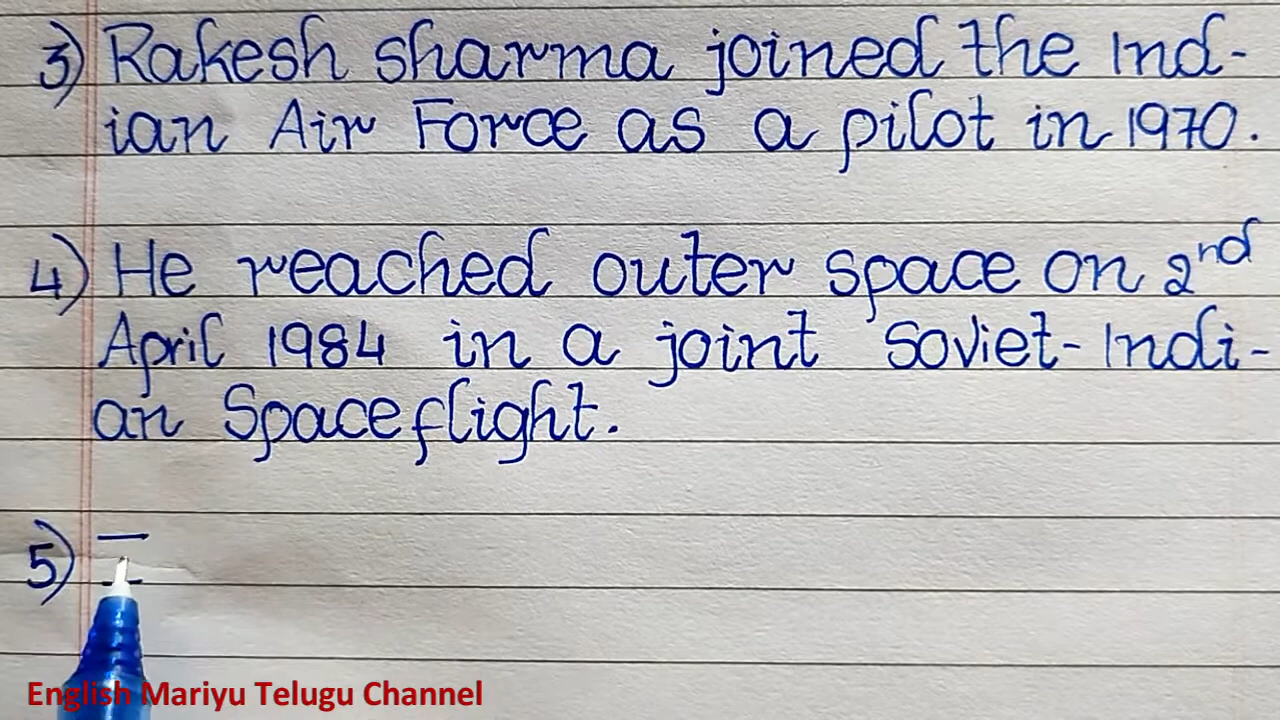 3) Rakesh sharma joined the Ind-
ian Air Force as a pilot in 1970.
4) He reached outer space on 2nd
April 1984 in a joint Soviet-Indi-
an Spaceflight.
5)
English Mariyu Telugu Channel